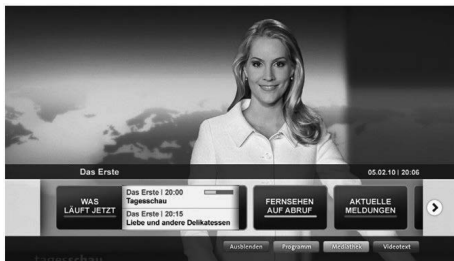 Das Erste
05.02.10 | 20:06
WAS
LÄUFT JETZT
Das Erste | 20:00
Tagesschau
Das Erste | 20:15
Liebe und andere Delikatessen
FERNSEHEN
AUF ABRUF
AKTUELLE
MELDUNGEN
Ausblenden
Programm
Mediathek
Videotext
tagesschau